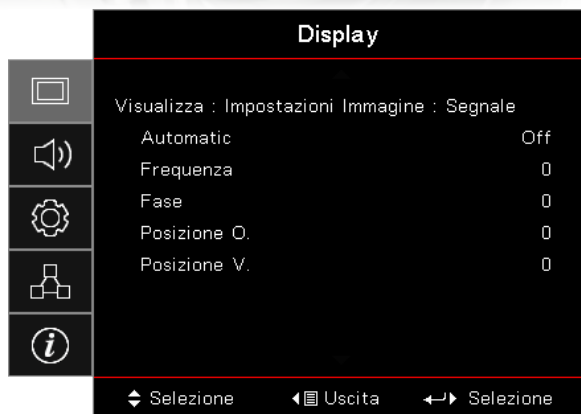 Display
Visualizza : Impostazioni Immagine : Segnale
Automatic Off
Frequenza 0
Fase 0
Posizione O. 0
Posizione V. 0
Selezione Uscita Selezione